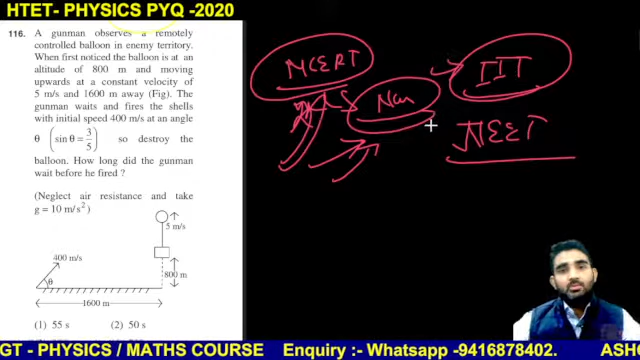 HTET- PHYSICS PYQ -2020
116. A gunman observes a remotely
controlled balloon in enemy territory.
When first noticed the balloon is at an
altitude of 800 m and moving
upwards at a constant velocity of
5 m/s and 1600 m away (Fig). The
gunman waits and fires the shells
with initial speed 400 m/s at an angle
θ (sin θ = 3/5) so destroy the
balloon. How long did the gunman
wait before he fired ?
(Neglect air resistance and take
g = 10 m/s²)
5 m/s
400 m/s
θ
800 m
1600 m
(1) 55 s (2) 50 s
NCERT
IIT
NEET
GT - PHYSICS / MATHS COURSE Enquiry :- Whatsapp -9416878402. ASH